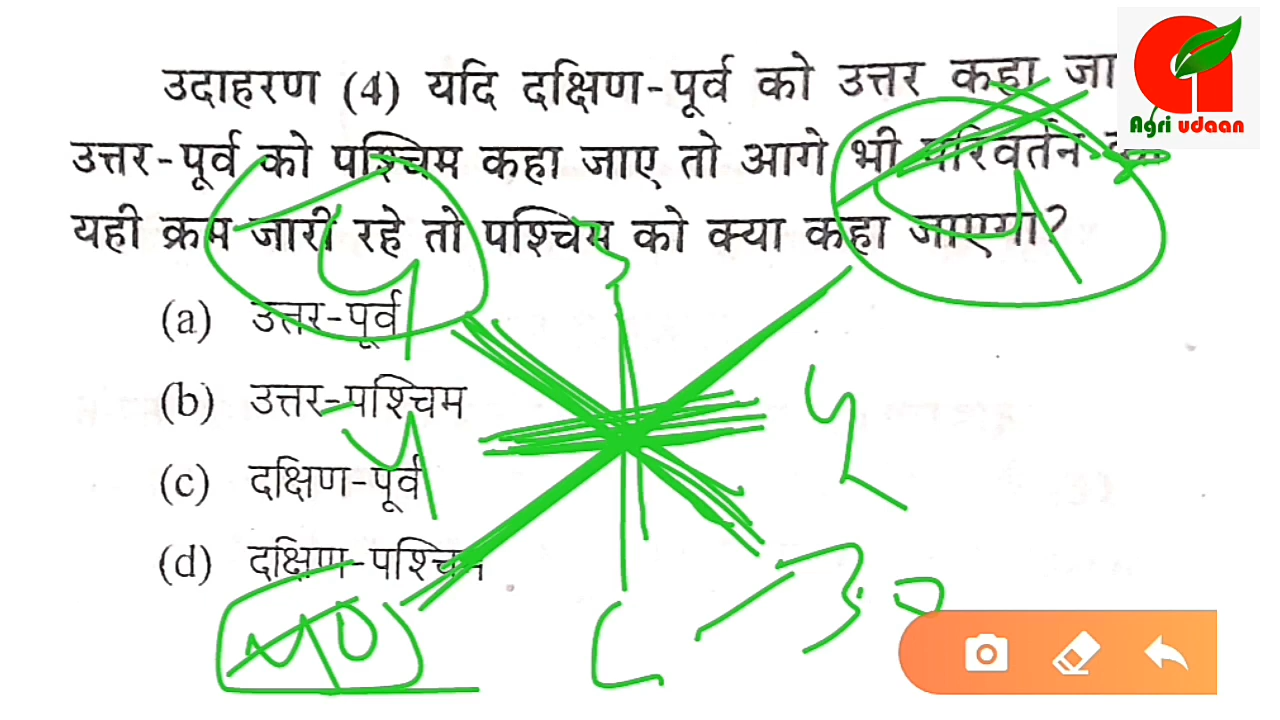 उदाहरण (4) यदि दक्षिण-पूर्व को उत्तर कहा
उत्तर-पूर्व को पश्चिम कहा जाए तो आगे भी परिवर्तन
यही क्रम जारी रहे तो पश्चिम को क्या कहा जाएगा?
(a) उत्तर-पूर्व
(b) उत्तर-पश्चिम
(c) दक्षिण-पूर्व
(d) दक्षिण-पश्चिम
Agri udaan